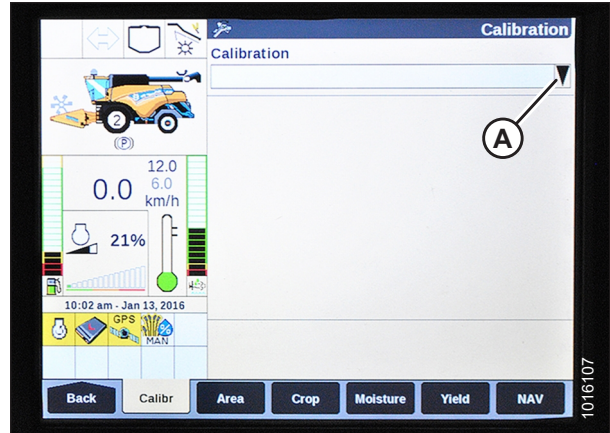 Calibration
Calibration
A
2
(P)
12.0
0.0 6.0
km/h
21%
10:02 am - Jan 13, 2016
GPS
MAN
Back Calibr Area Crop Moisture Yield NAV
1016107